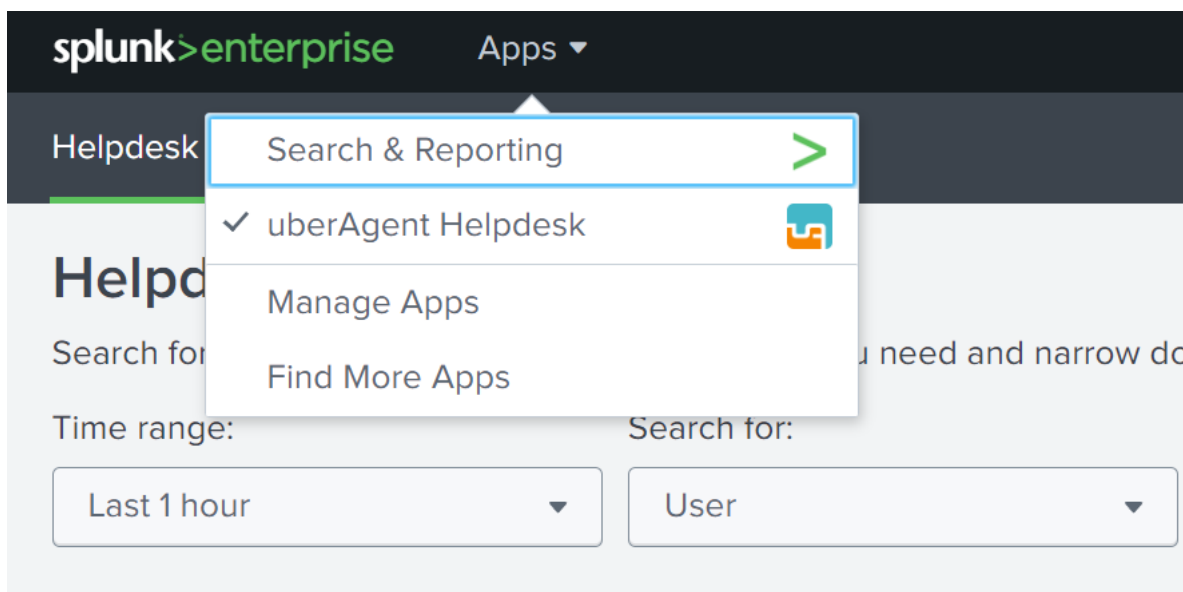 splunk>enterprise Apps
Helpdesk
Search & Reporting
uberAgent Helpdesk
Manage Apps
Find More Apps
Helpd
Search for
u need and narrow do
Time range:
Search for:
Last 1 hour
User